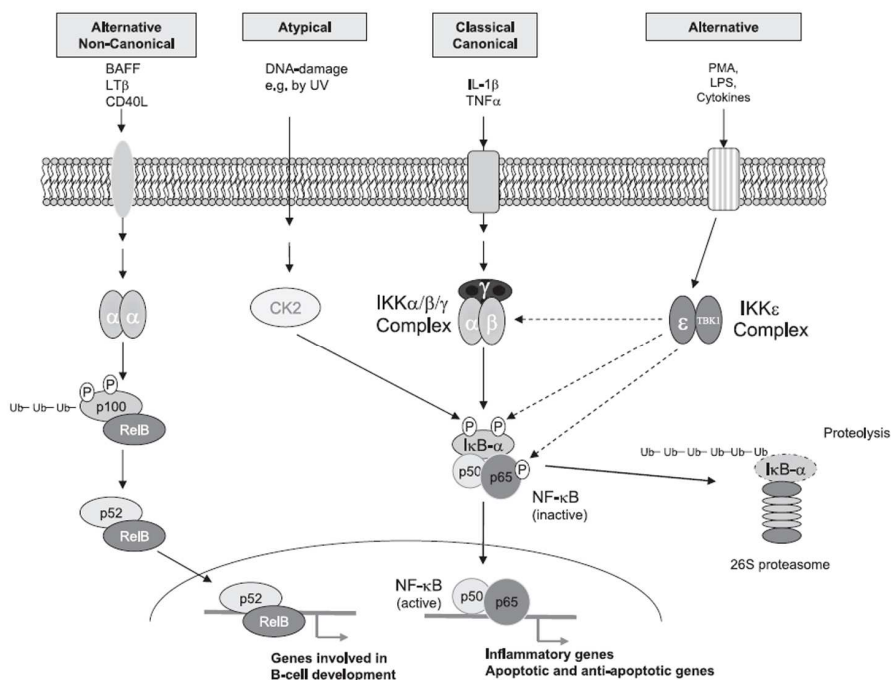 Alternative
Non-Canonical
Atypical
Classical
Canonical
Alternative
BAFF
LTβ
CD40L
DNA-damage
e.g. by UV
IL-1β
TNFα
PMA,
LPS,
Cytokines
α α
CK2
IKKα/β/γ
Complex
γ
α β
ε TBK1
IKKε
Complex
P P
Ub– Ub– Ub–
p100
RelB
P P
IκB-α
p50 p65 P
NF-κB
(inactive)
Ub– Ub– Ub– Ub– Ub–Ub
Proteolysis
IκB-α
26S proteasome
p52
RelB
p52
RelB
NF-κB
(active)
p50 p65
Genes involved in
B-cell development
Inflammatory genes
Apoptotic and anti-apoptotic genes